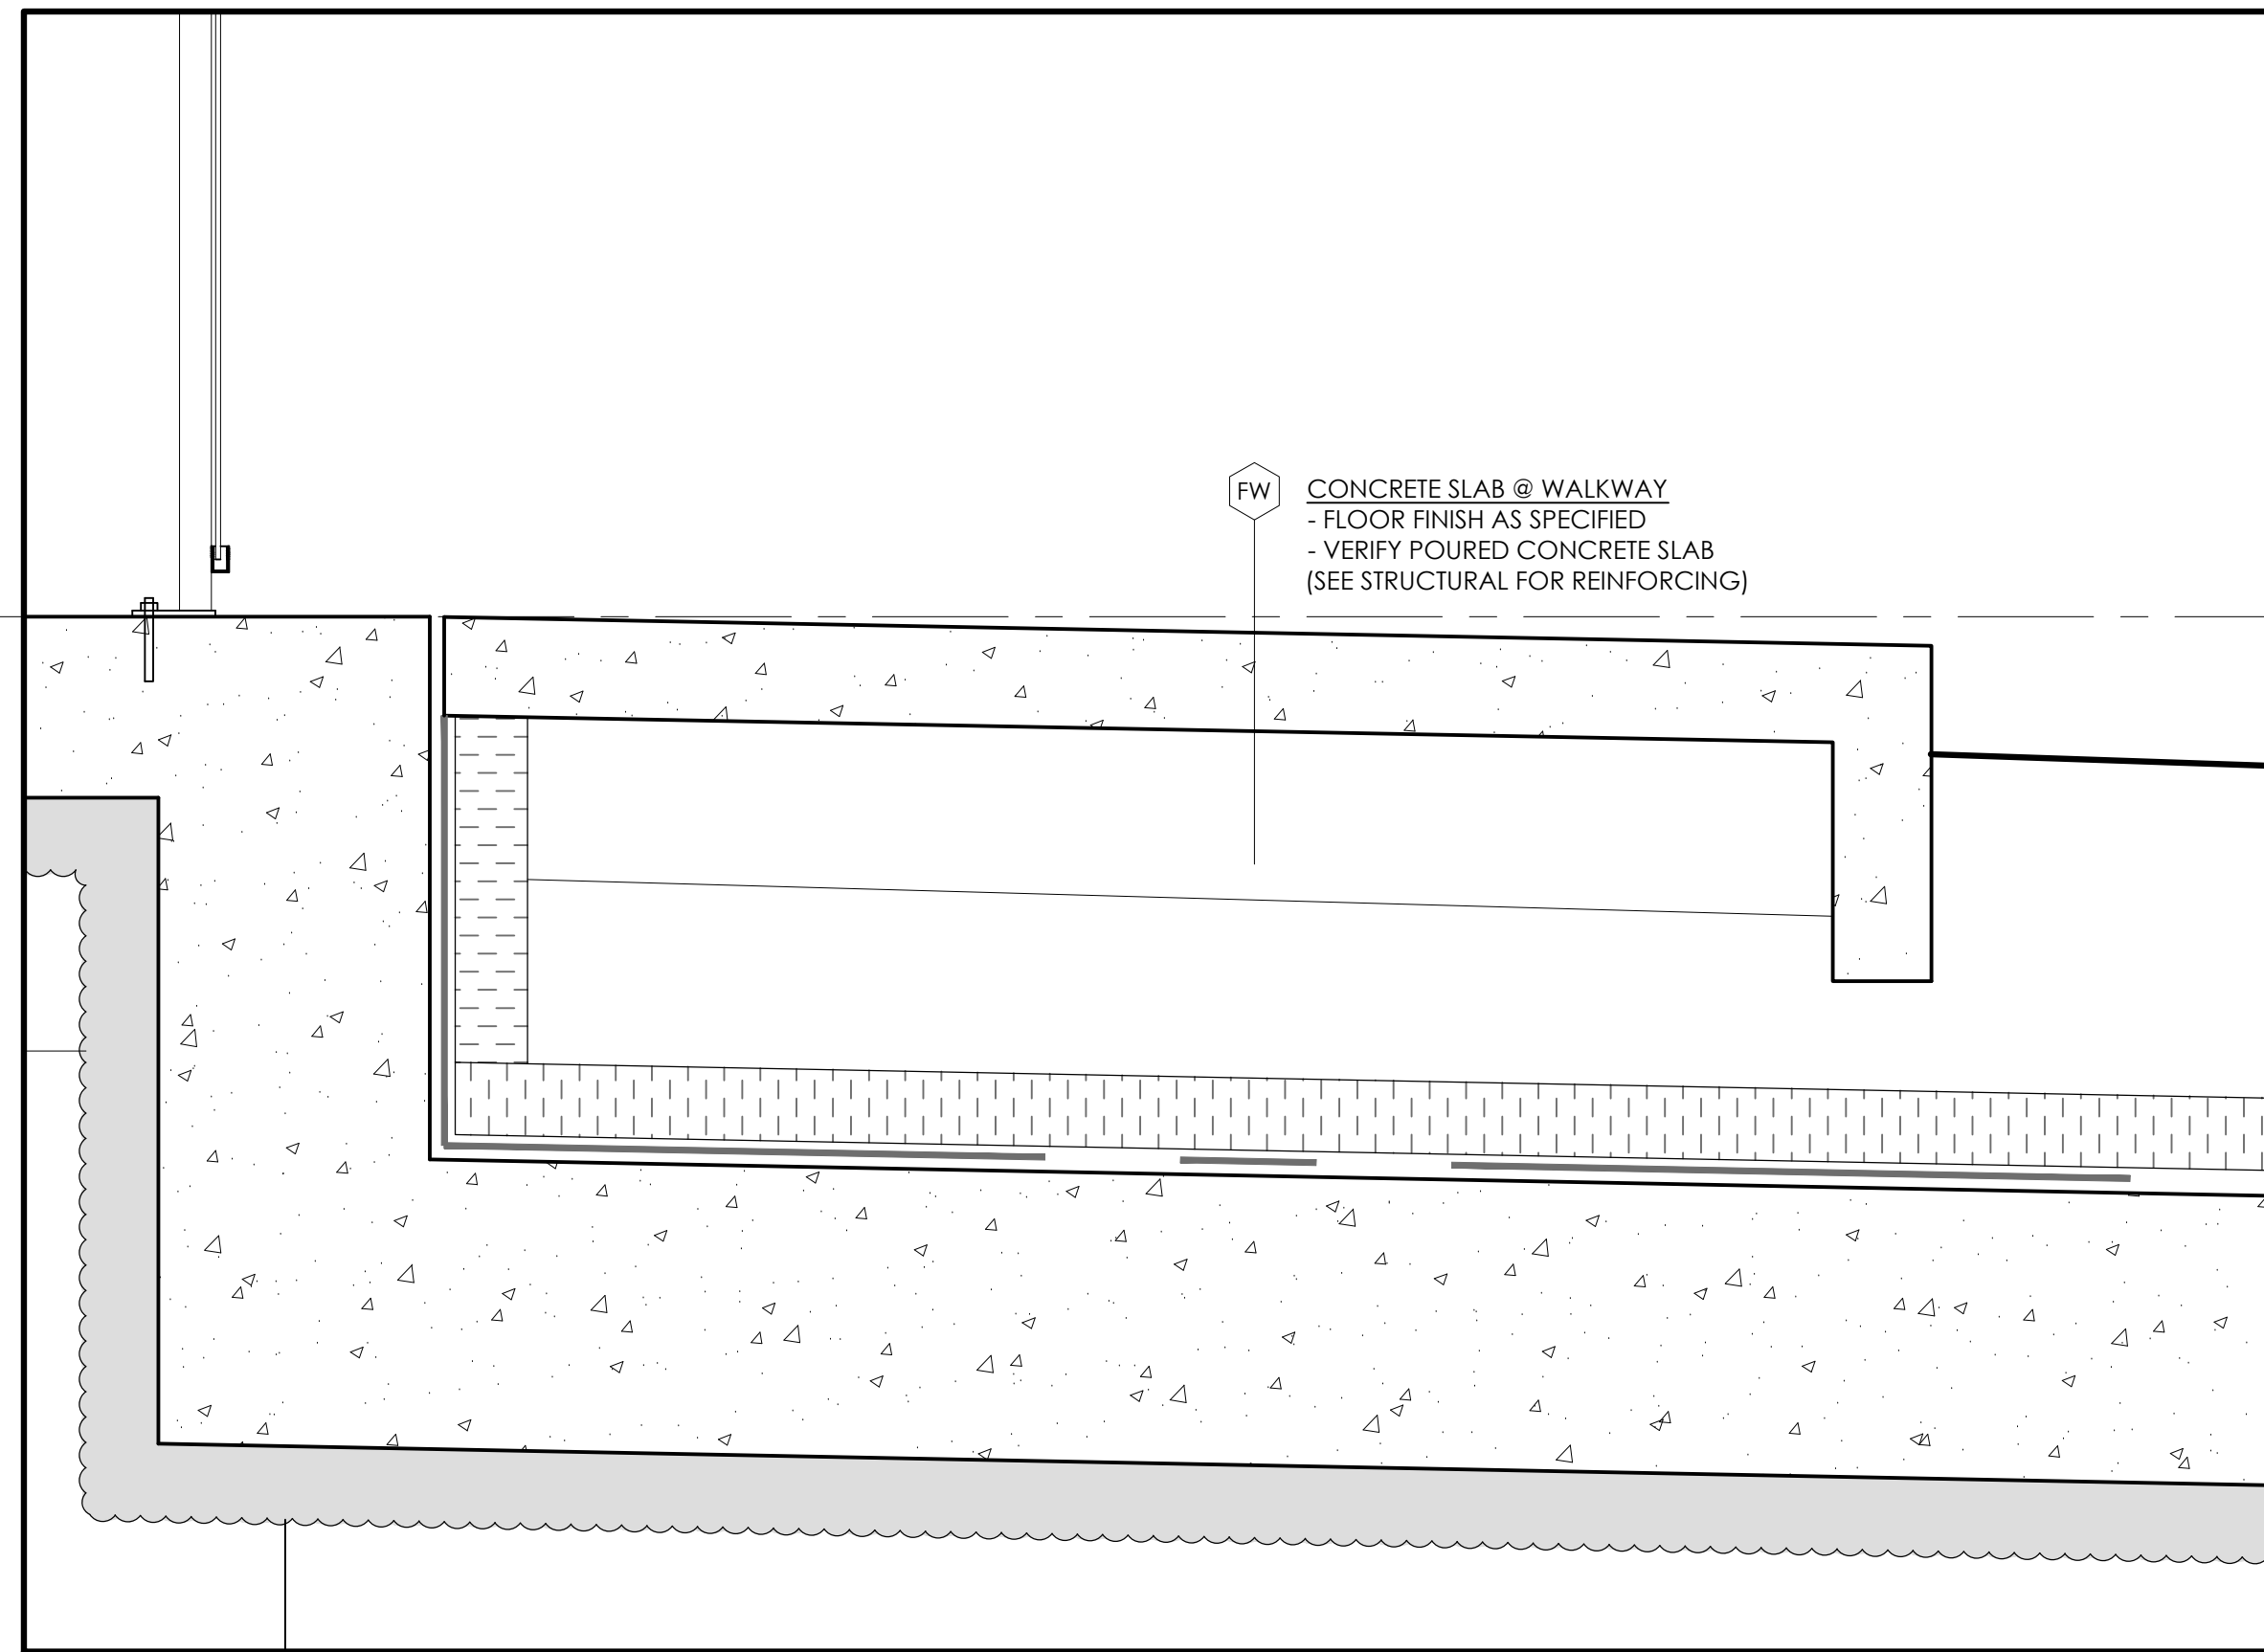 FW
CONCRETE SLAB @ WALKWAY
- FLOOR FINISH AS SPECIFIED
- VERIFY POURED CONCRETE SLAB
(SEE STRUCTURAL FOR REINFORCING)